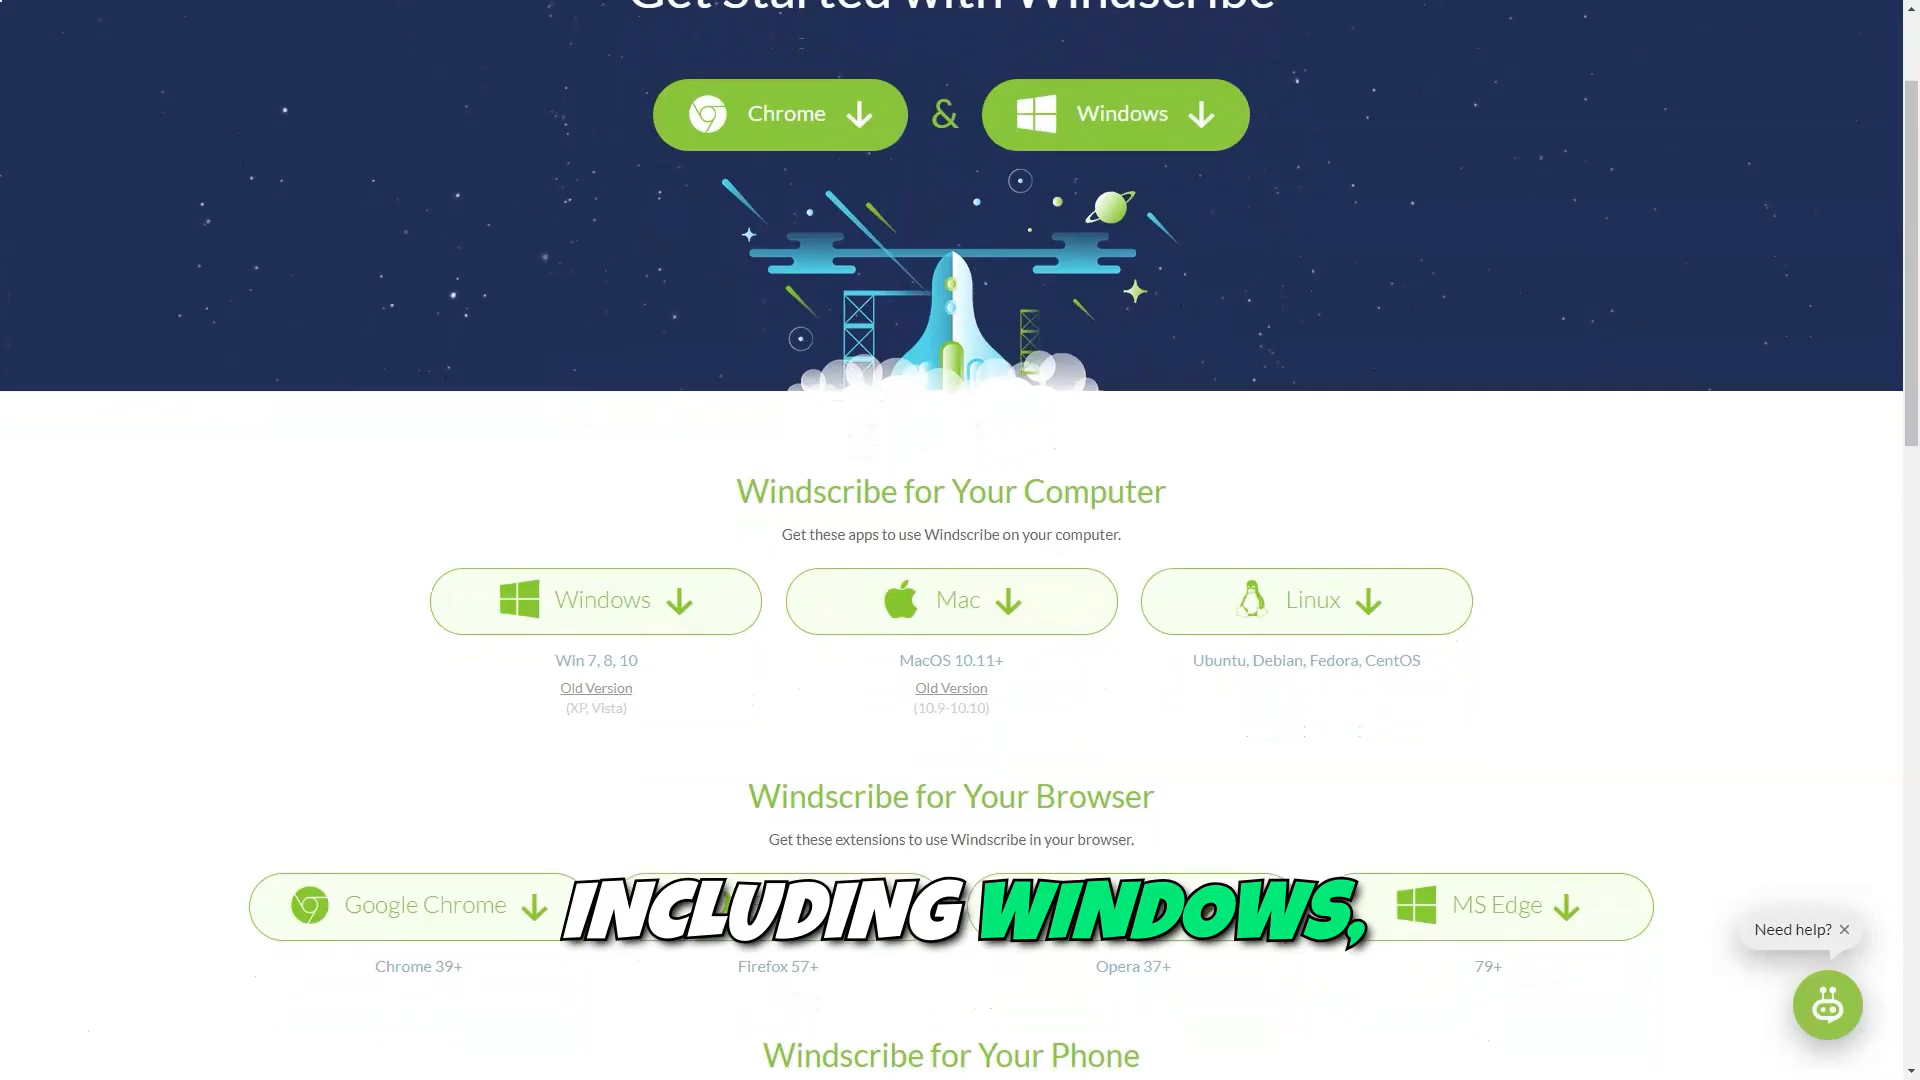 Get Started with Windscribe
Chrome & Windows
Windscribe for Your Computer
Get these apps to use Windscribe on your computer.
Windows Mac Linux
Win 7, 8, 10 MacOS 10.11+ Ubuntu, Debian, Fedora, CentOS
Old Version Old Version
(XP, Vista) (10.9-10.10)
Windscribe for Your Browser
Get these extensions to use Windscribe in your browser.
Google Chrome MS Edge
INCLUDING WINDOWS,
Need help? ×
Chrome 39+ Firefox 57+ Opera 37+ 79+
Windscribe for Your Phone